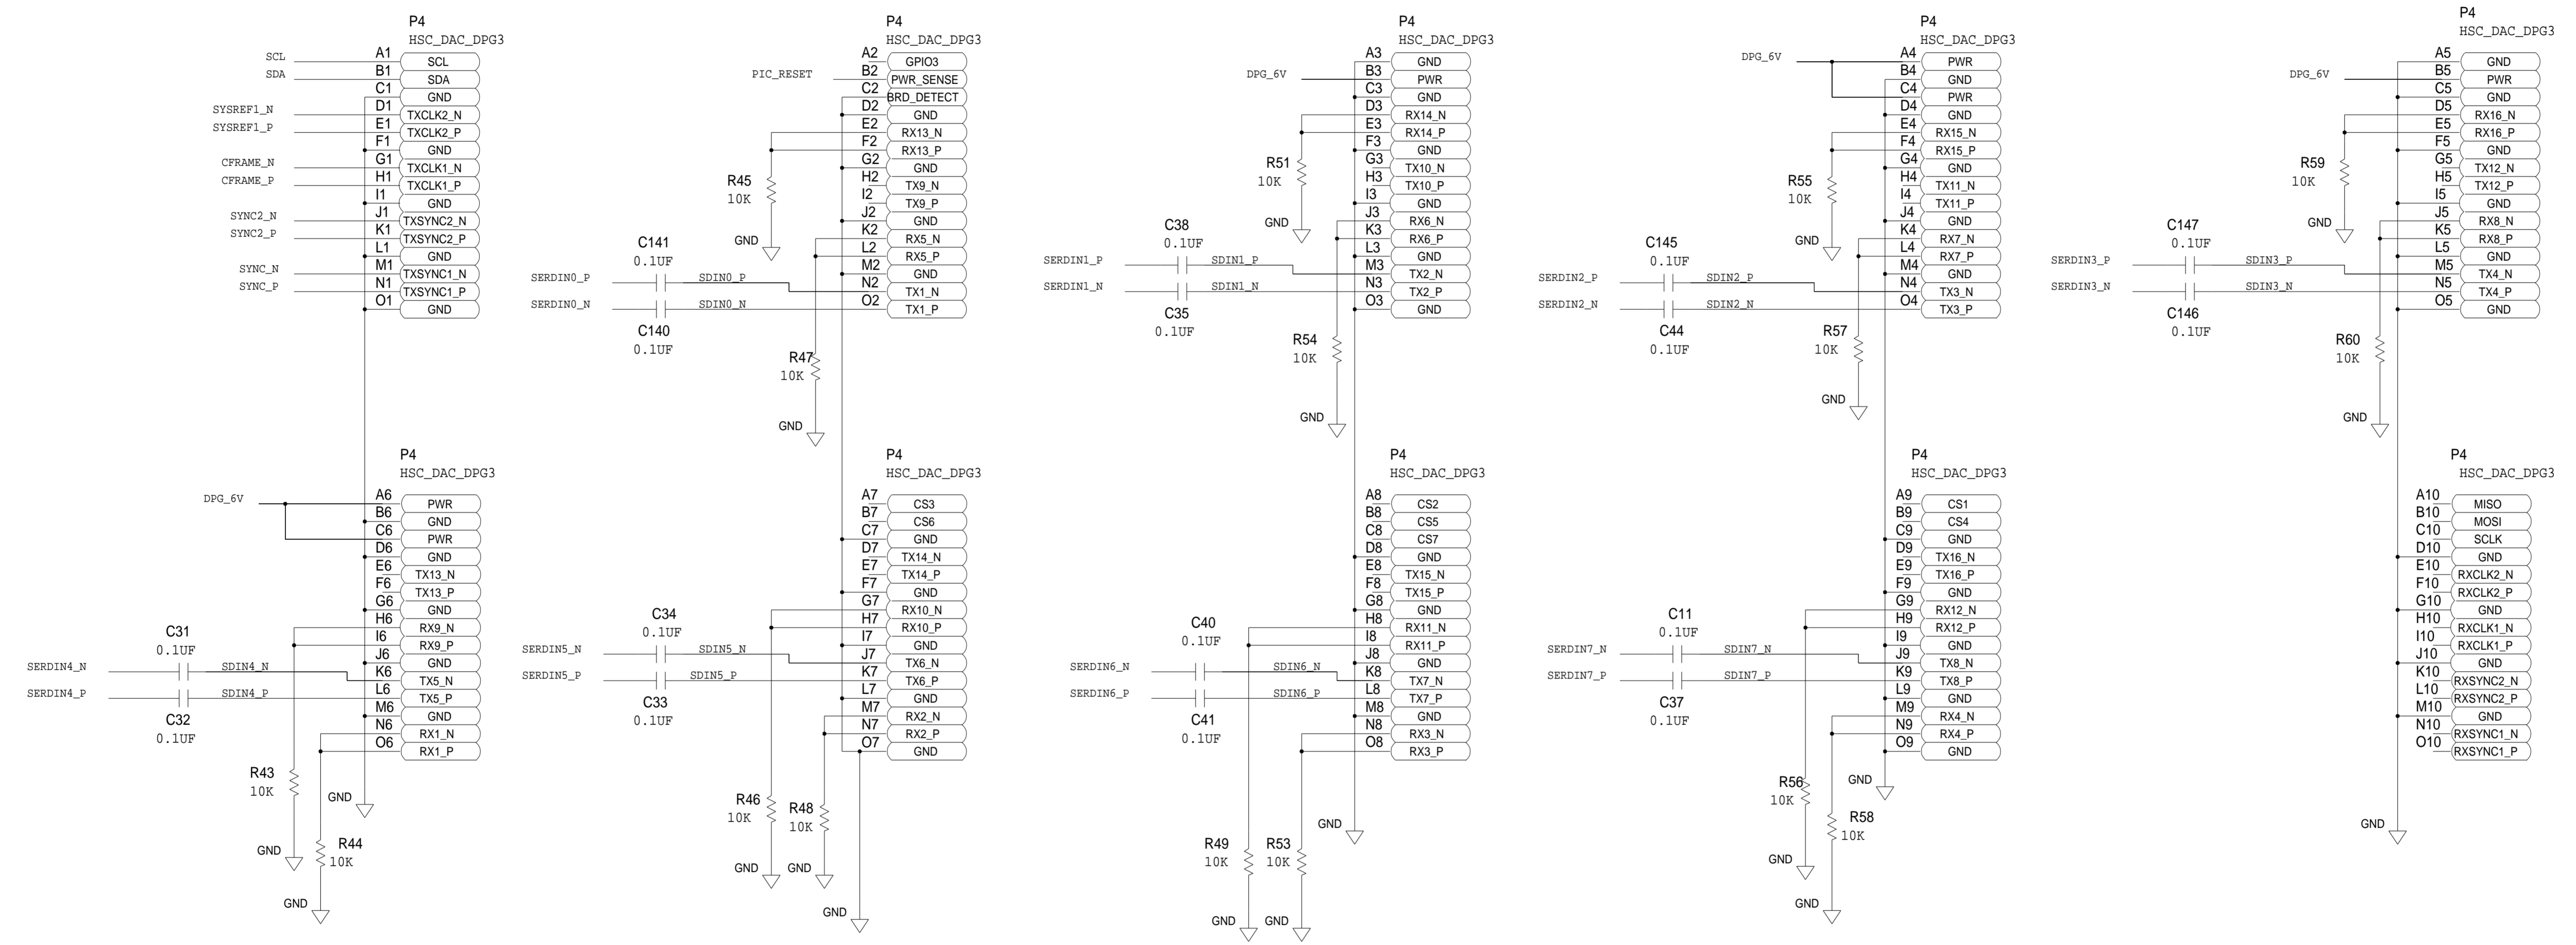 P4
HSC_DAC_DPG3
SCL A1 SCL
SDA B1 SDA
C1 GND
SYSREF1_N D1 TXCLK2_N
SYSREF1_P E1 TXCLK2_P
F1 GND
CFRAME_N G1 TXCLK1_N
CFRAME_P H1 TXCLK1_P
I1 GND
SYNC2_N J1 TXSYNC2_N
SYNC2_P K1 TXSYNC2_P
L1 GND
SYNC_N M1 TXSYNC1_N
SYNC_P N1 TXSYNC1_P
O1 GND
P4
HSC_DAC_DPG3
A2 GPIO3
PIC_RESET B2 PWR_SENSE
C2 BRD_DETECT
D2 GND
E2 RX13_N
F2 RX13_P
G2 GND
R45
10K
GND
H2 TX9_N
I2 TX9_P
J2 GND
K2 RX5_N
L2 RX5_P
M2 GND
C141
0.1UF
SERDIN0_P SDIN0_P N2 TX1_N
SERDIN0_N SDIN0_N O2 TX1_P
C140
0.1UF
R47
10K
GND
P4
HSC_DAC_DPG3
A3 GND
DPG_6V B3 PWR
C3 GND
D3 RX14_N
E3 RX14_P
F3 GND
R51
10K
GND
G3 TX10_N
H3 TX10_P
I3 GND
J3 RX6_N
K3 RX6_P
L3 GND
C38
0.1UF
SERDIN1_P SDIN1_P M3 TX2_N
SERDIN1_N SDIN1_N N3 TX2_P
O3 GND
C35
0.1UF
R54
10K
GND
P4
HSC_DAC_DPG3
DPG_6V A4 PWR
B4 GND
C4 PWR
D4 GND
E4 RX15_N
F4 RX15_P
G4 GND
R55
10K
GND
H4 TX11_N
I4 TX11_P
J4 GND
K4 RX7_N
L4 RX7_P
M4 GND
C145
0.1UF
SERDIN2_P SDIN2_P N4 TX3_N
SERDIN2_N SDIN2_N O4 TX3_P
C44
0.1UF
R57
10K
GND
P4
HSC_DAC_DPG3
A5 GND
DPG_6V B5 PWR
C5 GND
D5 RX16_N
E5 RX16_P
F5 GND
R59
10K
GND
G5 TX12_N
H5 TX12_P
I5 GND
J5 RX8_N
K5 RX8_P
L5 GND
C147
0.1UF
SERDIN3_P SDIN3_P M5 TX4_N
SERDIN3_N SDIN3_N N5 TX4_P
O5 GND
C146
0.1UF
R60
10K
GND
P4
HSC_DAC_DPG3
DPG_6V A6 PWR
B6 GND
C6 PWR
D6 GND
E6 TX13_N
F6 TX13_P
G6 GND
H6 RX9_N
I6 RX9_P
J6 GND
C31
0.1UF
SERDIN4_N SDIN4_N K6 TX5_N
SERDIN4_P SDIN4_P L6 TX5_P
C32
0.1UF
M6 GND
N6 RX1_N
O6 RX1_P
R43
10K
GND
GND
R44
10K
GND
P4
HSC_DAC_DPG3
A7 CS3
B7 CS6
C7 GND
D7 TX14_N
E7 TX14_P
F7 GND
G7 RX10_N
H7 RX10_P
I7 GND
C34
0.1UF
SERDIN5_N SDIN5_N J7 TX6_N
SERDIN5_P SDIN5_P K7 TX6_P
C33
0.1UF
L7 GND
M7 RX2_N
N7 RX2_P
O7 GND
R46
10K
R48
10K
GND
GND
GND
P4
HSC_DAC_DPG3
A8 CS2
B8 CS5
C8 CS7
D8 GND
E8 TX15_N
F8 TX15_P
G8 GND
H8 RX11_N
I8 RX11_P
J8 GND
C40
0.1UF
SERDIN6_N SDIN6_N K8 TX7_N
SERDIN6_P SDIN6_P L8 TX7_P
C41
0.1UF
M8 GND
N8 RX3_N
O8 RX3_P
GND
R49
10K
R53
10K
GND
GND
P4
HSC_DAC_DPG3
A9 CS1
B9 CS4
C9 GND
D9 TX16_N
E9 TX16_P
F9 GND
G9 RX12_N
H9 RX12_P
I9 GND
C11
0.1UF
SERDIN7_N SDIN7_N J9 TX8_N
SERDIN7_P SDIN7_P K9 TX8_P
C37
0.1UF
L9 GND
M9 RX4_N
N9 RX4_P
O9 GND
GND
R56
10K
R58
10K
GND
GND
P4
HSC_DAC_DPG3
A10 MISO
B10 MOSI
C10 SCLK
D10 GND
E10 RXCLK2_N
F10 RXCLK2_P
G10 GND
H10 RXCLK1_N
I10 RXCLK1_P
J10 GND
K10 RXSYNC2_N
L10 RXSYNC2_P
M10 GND
N10 RXSYNC1_N
O10 RXSYNC1_P
GND